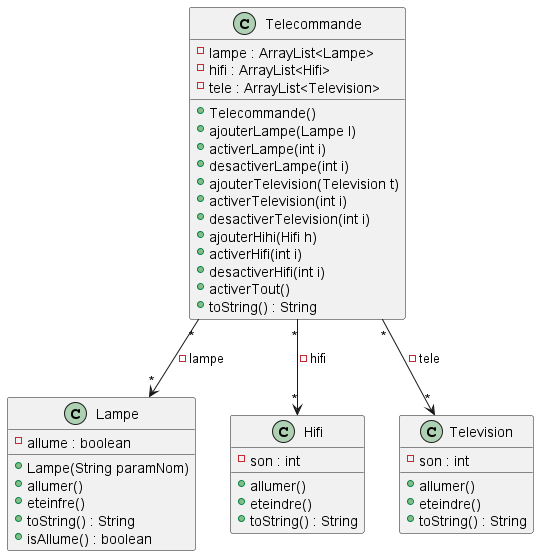 C Telecommande
lampe : ArrayList<Lampe>
hifi : ArrayList<Hifi>
tele : ArrayList<Television>
Telecommande()
ajouterLampe(Lampe l)
activerLampe(int i)
desactiverLampe(int i)
ajouterTelevision(Television t)
activerTelevision(int i)
desactiverTelevision(int i)
ajouterHihi(Hifi h)
activerHifi(int i)
desactiverHifi(int i)
activerTout()
toString() : String
* * *
lampe hifi tele
* * *
C Lampe
allume : boolean
Lampe(String paramNom)
allumer()
eteinfre()
toString() : String
isAllume() : boolean
C Hifi
son : int
allumer()
eteindre()
toString() : String
C Television
son : int
allumer()
eteindre()
toString() : String